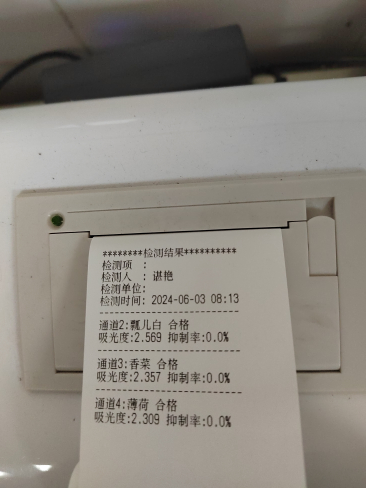 ********检测结果**********
检测项 :
检测人 : 谌艳
检测单位:
检测时间: 2024-06-03 08:13
--------------------------
通道2:瓢儿白 合格
吸光度:2.569 抑制率:0.0%
--------------------------
通道3:香菜 合格
吸光度:2.357 抑制率:0.0%
--------------------------
通道4:薄荷 合格
吸光度:2.309 抑制率:0.0%